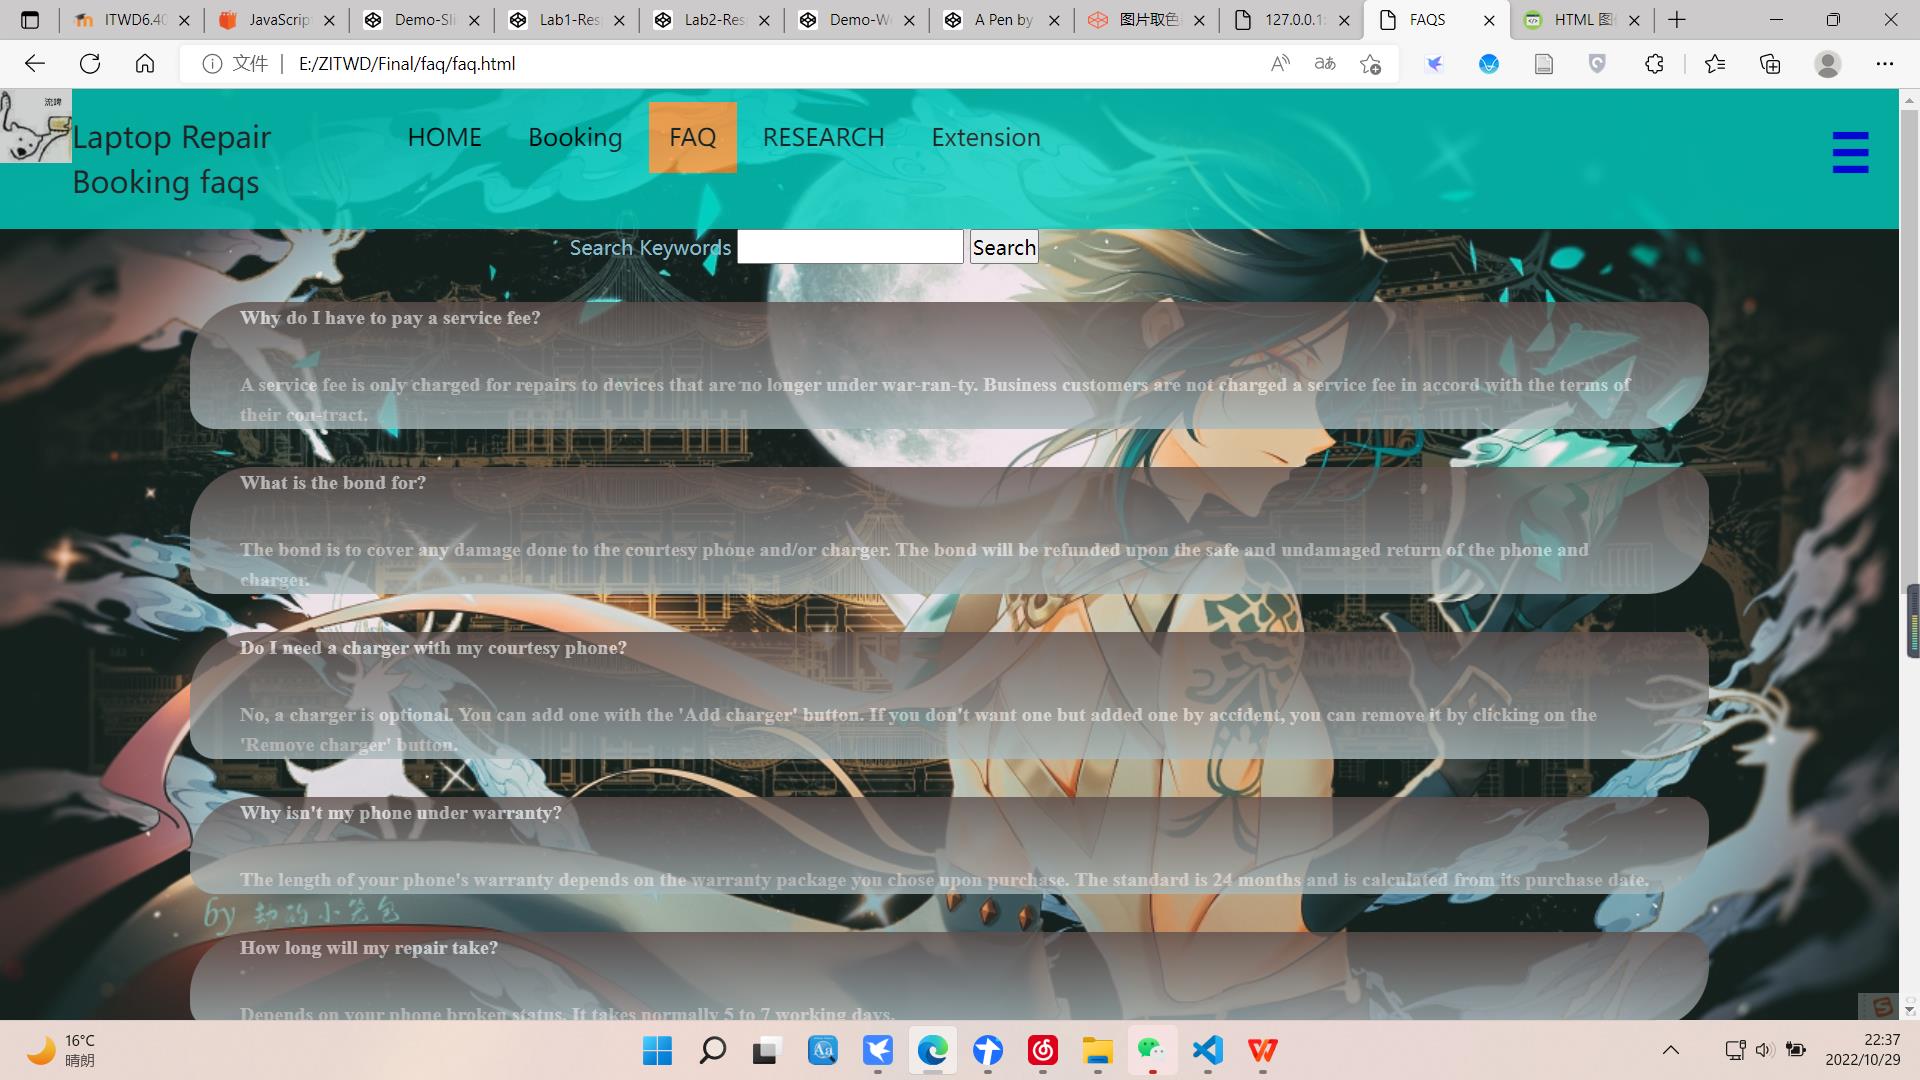 ITWD6.40
JavaScript
Demo-Sli
Lab1-Res
Lab2-Res
Demo-We
A Pen by
图片取色
127.0.0.1:
FAQS
HTML 图
文件
E:/ZITWD/Final/faq/faq.html
Laptop Repair
Booking faqs
HOME Booking FAQ RESEARCH Extension
Search Keywords Search
Why do I have to pay a service fee?
A service fee is only charged for repairs to devices that are no longer under war-ran-ty. Business customers are not charged a service fee in accord with the terms of
their con-tract.
What is the bond for?
The bond is to cover any damage done to the courtesy phone and/or charger. The bond will be refunded upon the safe and undamaged return of the phone and
charger.
Do I need a charger with my courtesy phone?
No, a charger is optional. You can add one with the 'Add charger' button. If you don't want one but added one by accident, you can remove it by clicking on the
'Remove charger' button.
Why isn't my phone under warranty?
The length of your phone's warranty depends on the warranty package you chose upon purchase. The standard is 24 months and is calculated from its purchase date.
by 劫的小笼包
How long will my repair take?
Depends on your phone broken status. It takes normally 5 to 7 working days.
16°C
晴朗
22:37
2022/10/29